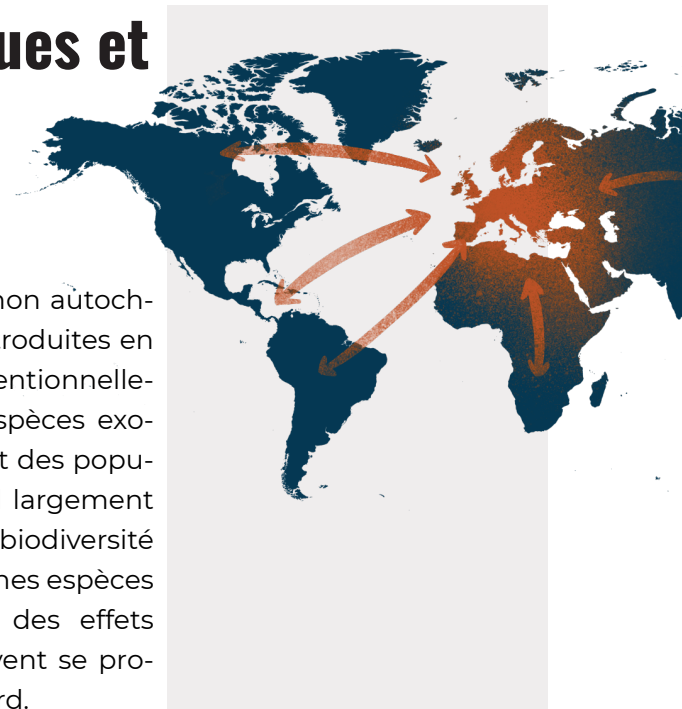 ues et
non autoch-
troduites en
entionnelle-
spèces exo-
t des popu-
largement
biodiversité
nes espèces
des effets
vent se pro-
rd.